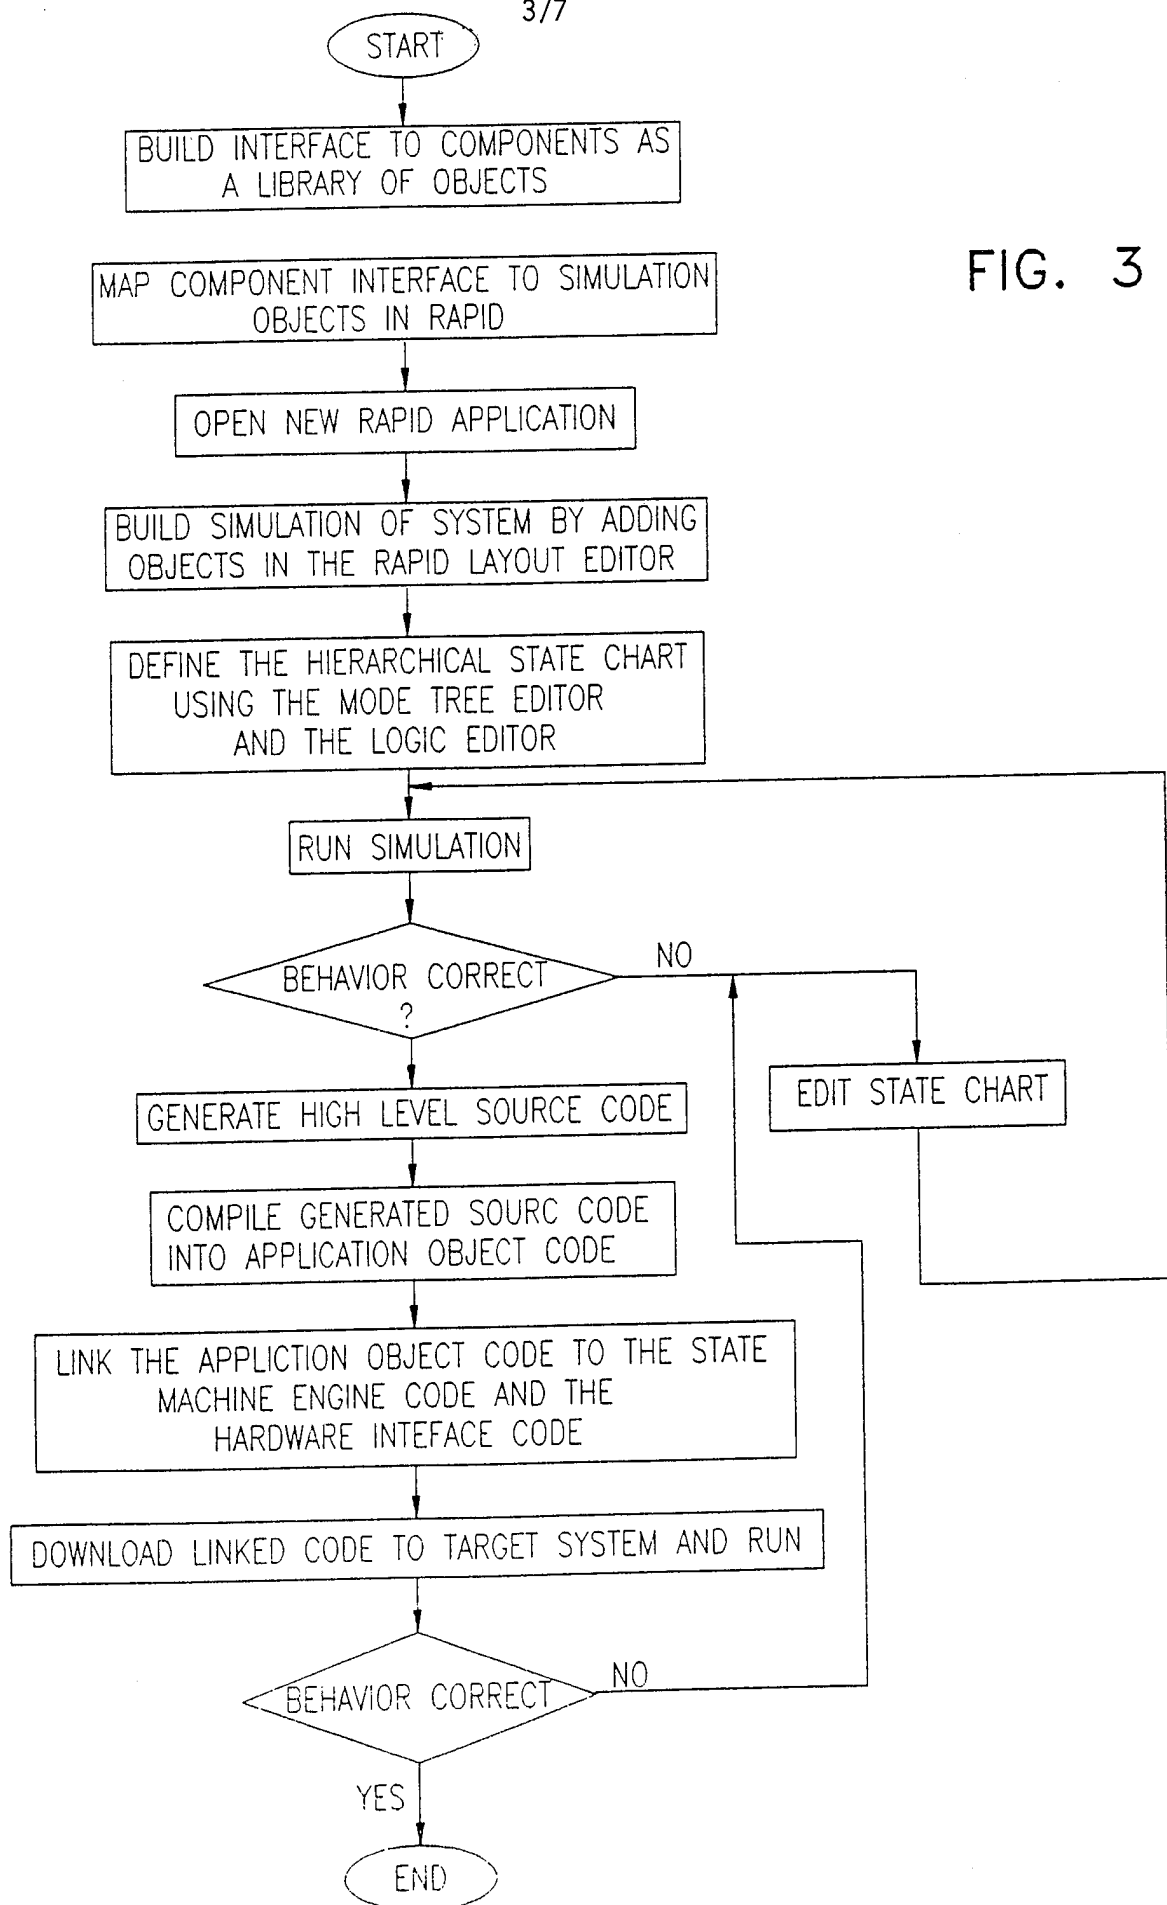 3/7
START
BUILD INTERFACE TO COMPONENTS AS
A LIBRARY OF OBJECTS
FIG. 3
MAP COMPONENT INTERFACE TO SIMULATION
OBJECTS IN RAPID
OPEN NEW RAPID APPLICATION
BUILD SIMULATION OF SYSTEM BY ADDING
OBJECTS IN THE RAPID LAYOUT EDITOR
DEFINE THE HIERARCHICAL STATE CHART
USING THE MODE TREE EDITOR
AND THE LOGIC EDITOR
RUN SIMULATION
BEHAVIOR CORRECT
?
NO
EDIT STATE CHART
GENERATE HIGH LEVEL SOURCE CODE
COMPILE GENERATED SOURC CODE
INTO APPLICATION OBJECT CODE
LINK THE APPLICTION OBJECT CODE TO THE STATE
MACHINE ENGINE CODE AND THE
HARDWARE INTEFACE CODE
DOWNLOAD LINKED CODE TO TARGET SYSTEM AND RUN
BEHAVIOR CORRECT
NO
YES
END